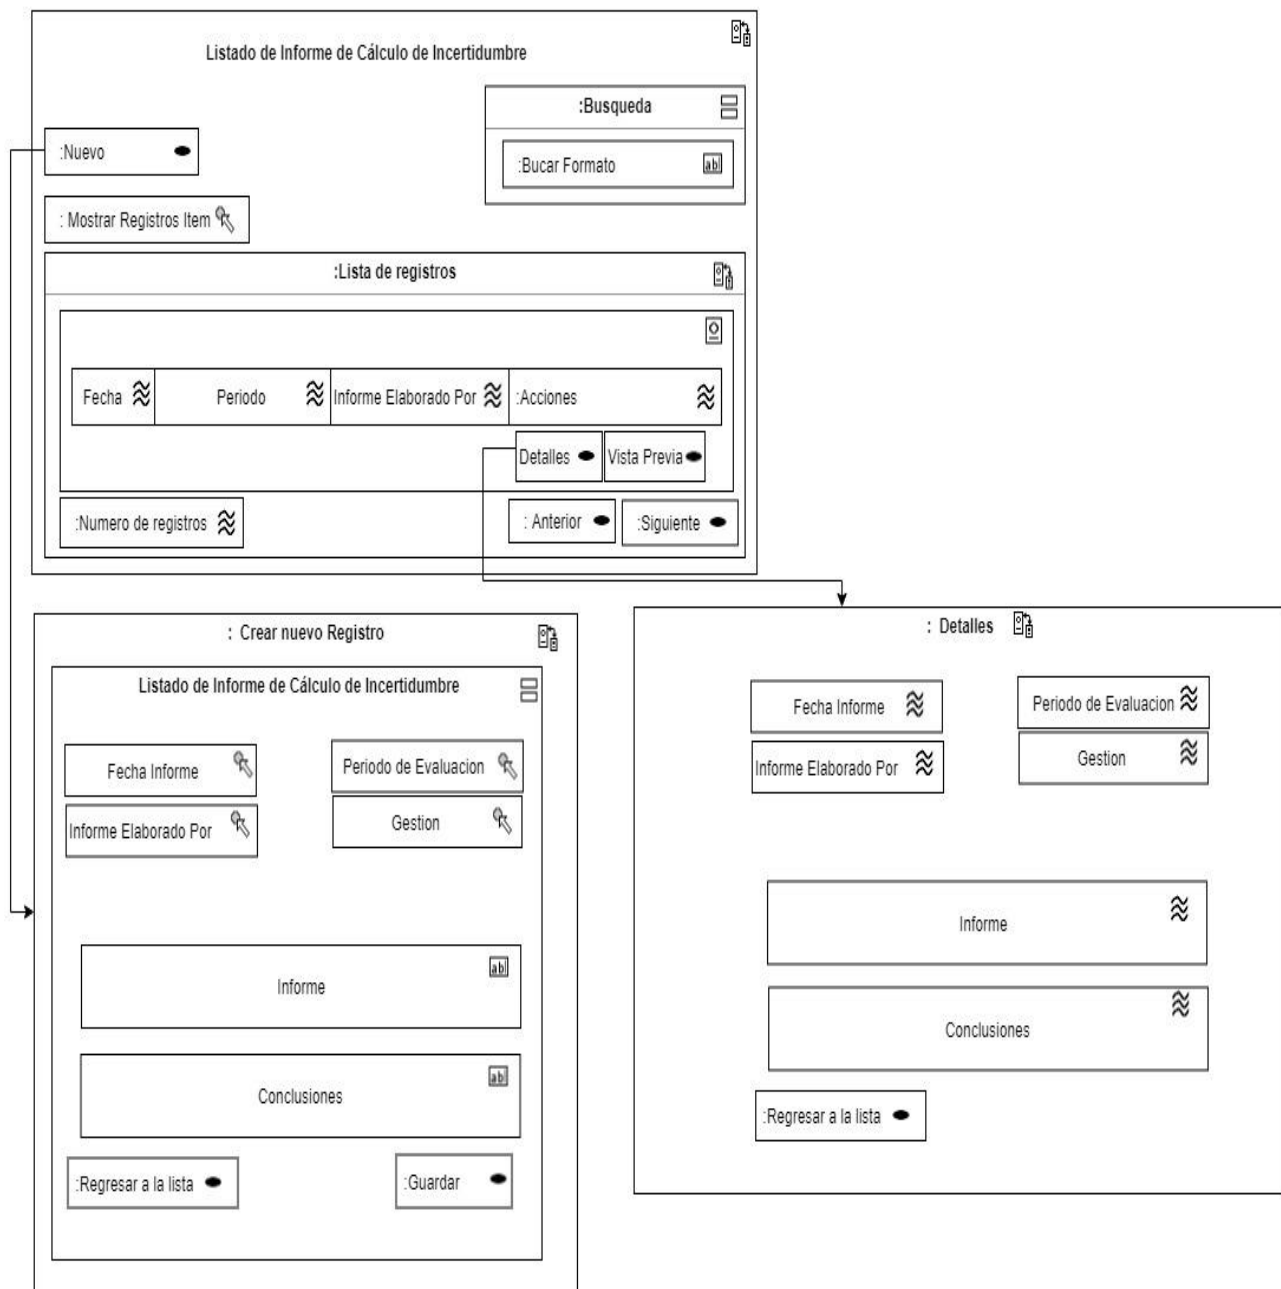 Listado de Informe de Cálculo de Incertidumbre
:Busqueda
:Nuevo
:Bucar Formato
abl
: Mostrar Registros Item
:Lista de registros
Fecha
Periodo
Informe Elaborado Por
:Acciones
Detalles
Vista Previa
:Numero de registros
: Anterior
:Siguiente
: Crear nuevo Registro
Listado de Informe de Cálculo de Incertidumbre
Fecha Informe
Periodo de Evaluacion
Informe Elaborado Por
Gestion
Informe
abl
Conclusiones
abl
:Regresar a la lista
:Guardar
: Detalles
Fecha Informe
Periodo de Evaluacion
Informe Elaborado Por
Gestion
Informe
Conclusiones
:Regresar a la lista